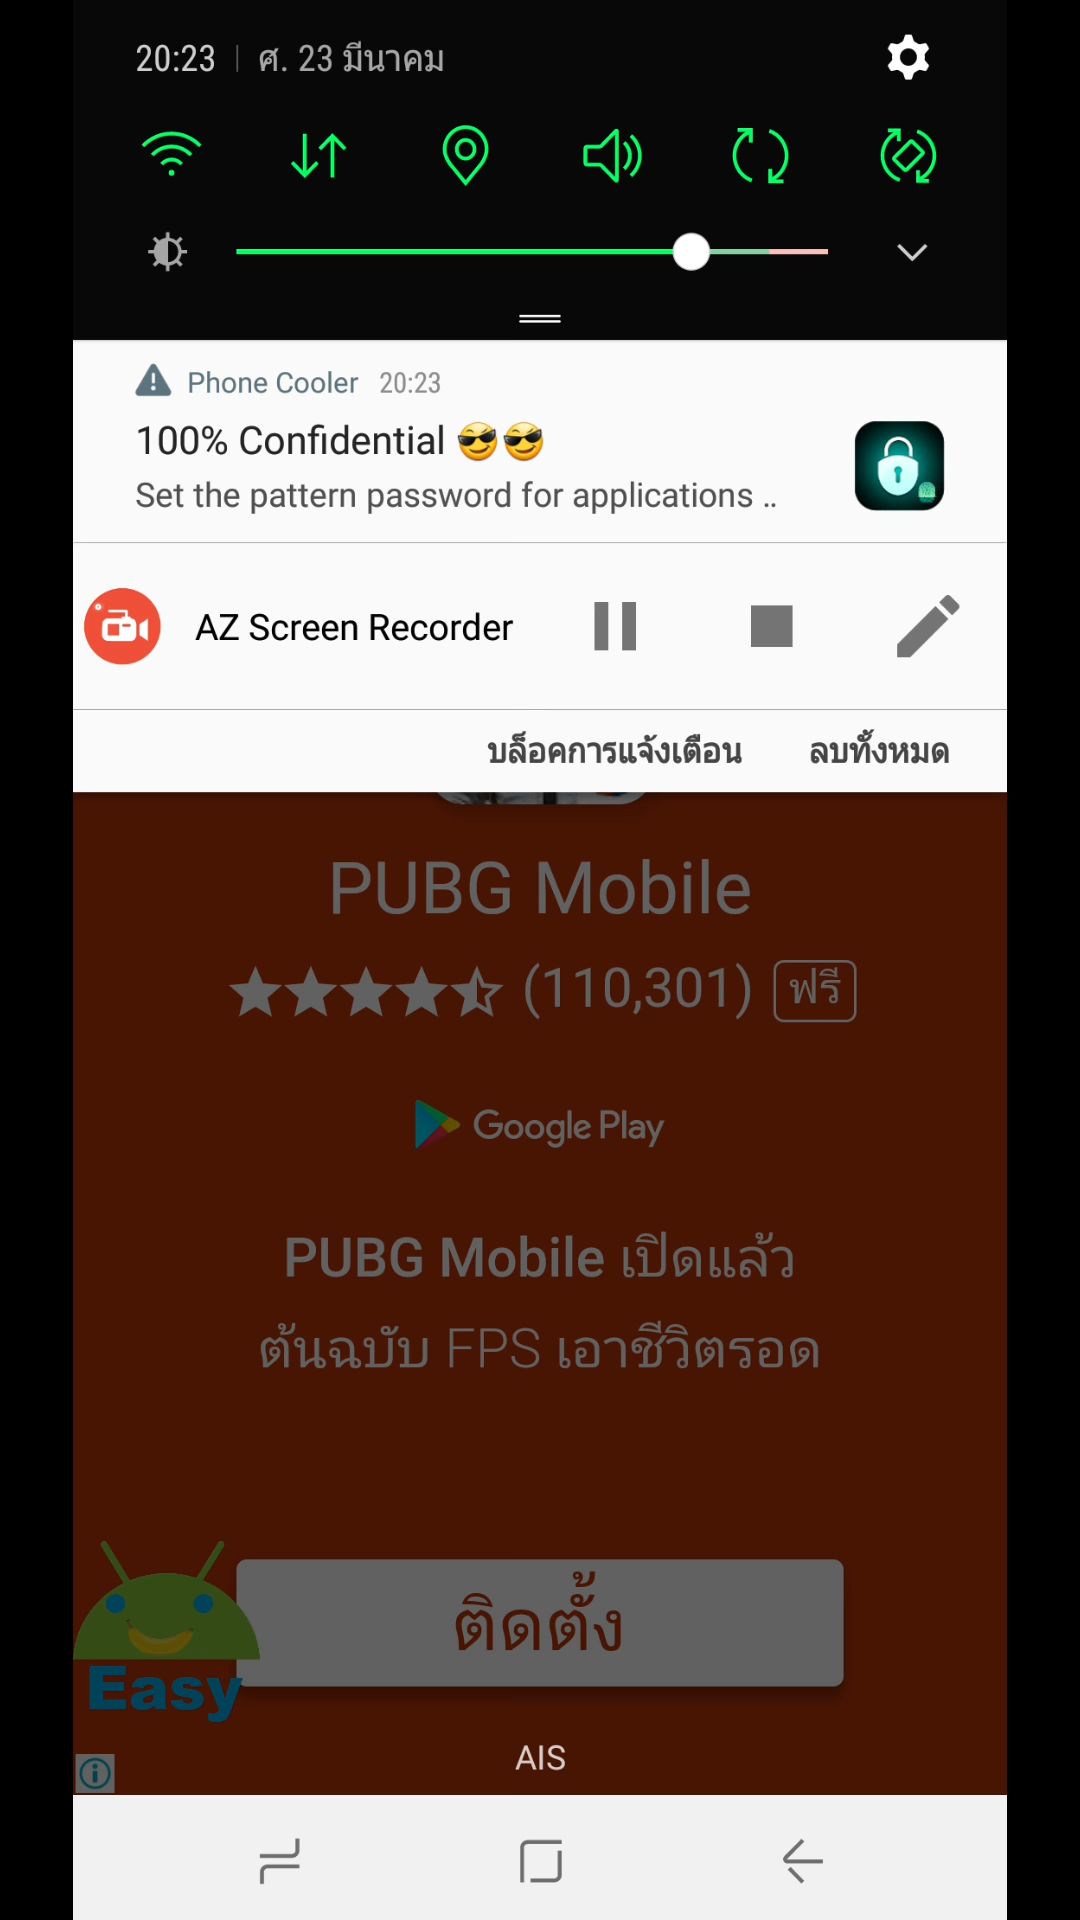 20:23 | ศ. 23 มีนาคม
Phone Cooler 20:23
100% Confidential 😎😎
Set the pattern password for applications ..
AZ Screen Recorder
บล็อคการแจ้งเตือน ลบทั้งหมด
PUBG Mobile
(110,301) ฟรี
Google Play
PUBG Mobile เปิดแล้ว
ต้นฉบับ FPS เอาชีวิตรอด
ติดตั้ง
Easy
AIS